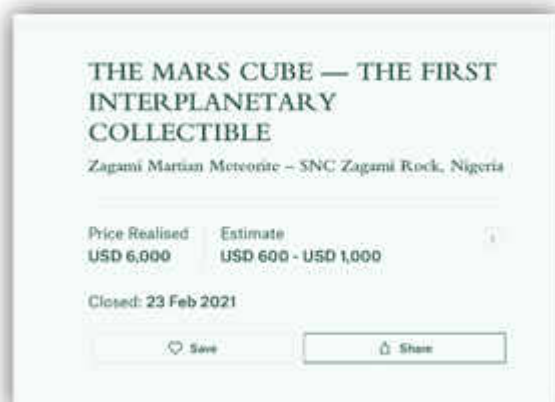 THE MARS CUBE — THE FIRST
INTERPLANETARY
COLLECTIBLE
Zagami Martian Meteorite – SNC Zagami Rock, Nigeria
Price Realised
Estimate
USD 6,000
USD 600 - USD 1,000
Closed: 23 Feb 2021
Save
Share